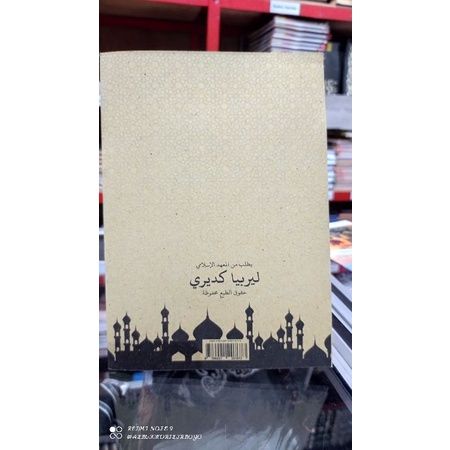 يطلب من المعهد الإسلامي
ليربيا كديري
حقوق الطبع محفوظة
REDMI NOTE 9